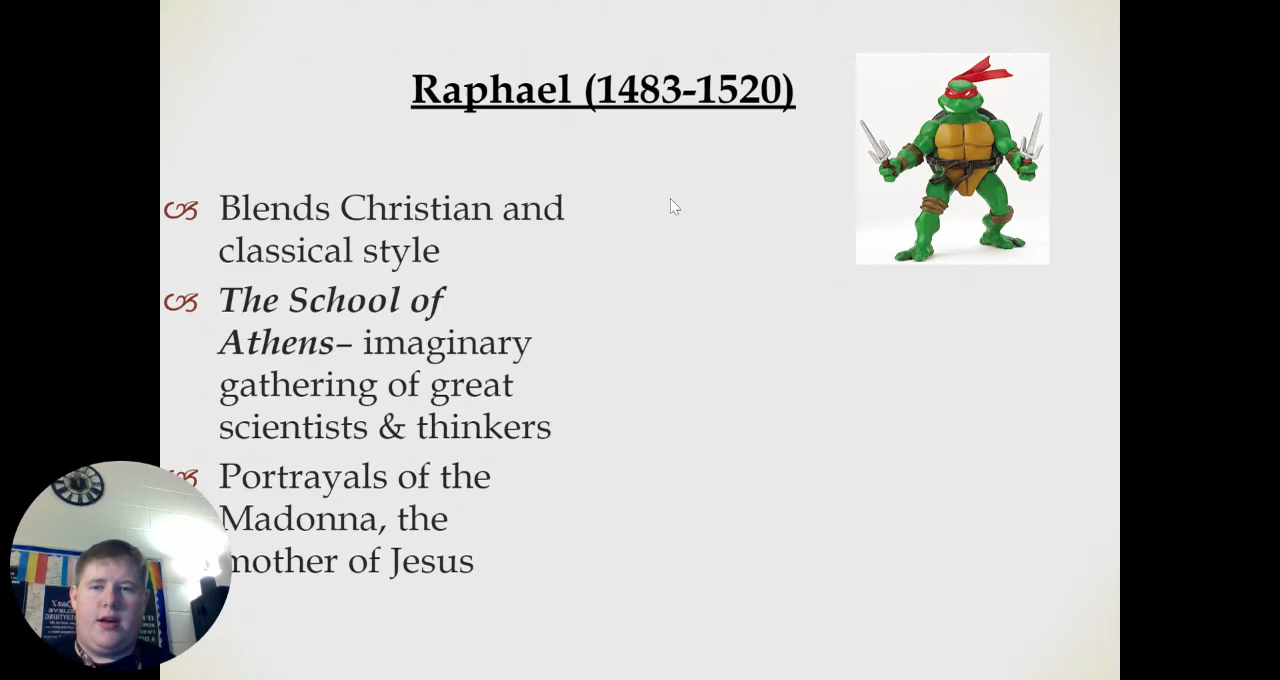 Raphael (1483-1520)
Blends Christian and
classical style
The School of
Athens– imaginary
gathering of great
scientists & thinkers
Portrayals of the
Madonna, the
mother of Jesus